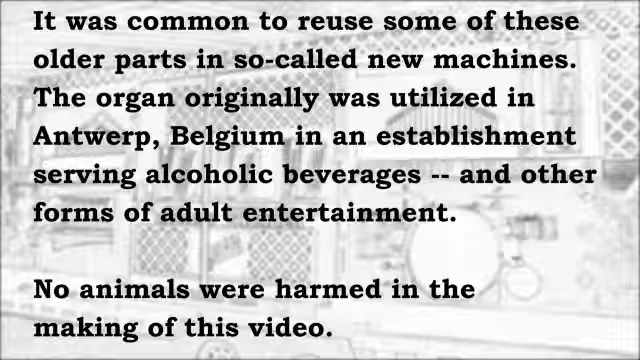 It was common to reuse some of these
older parts in so-called new machines.
The organ originally was utilized in
Antwerp, Belgium in an establishment
serving alcoholic beverages -- and other
forms of adult entertainment.
No animals were harmed in the
making of this video.